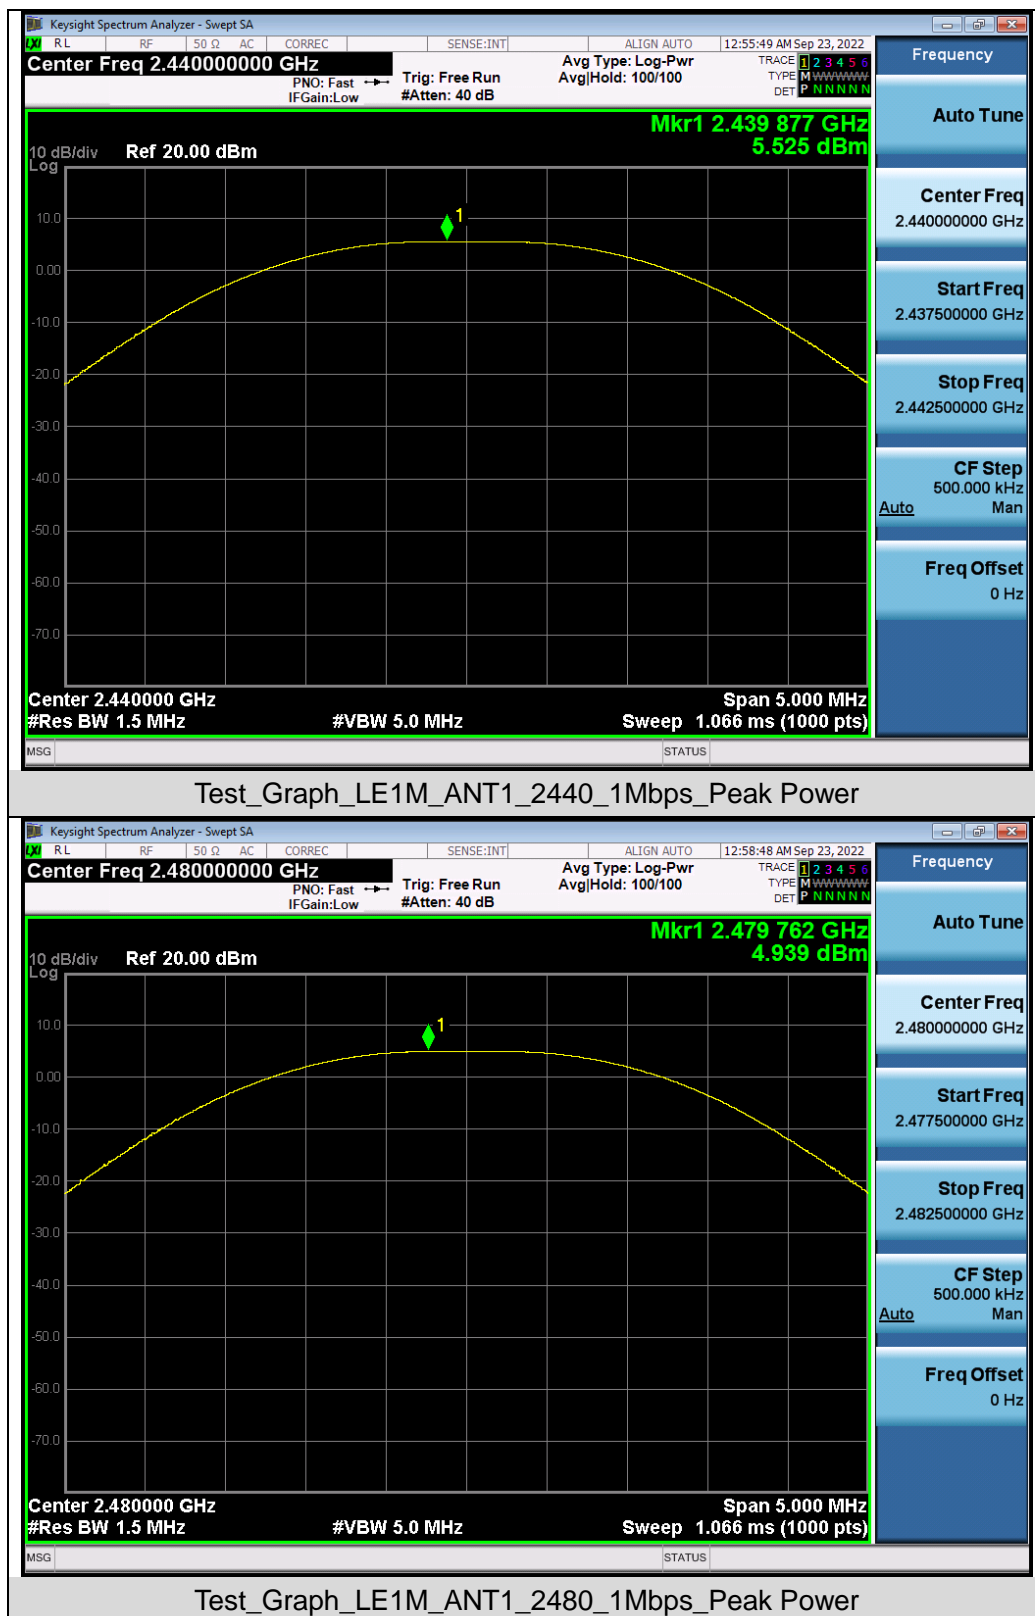 Keysight Spectrum Analyzer - Swept SA
LXI RL RF 50 Ω AC CORREC SENSE:INT ALIGN AUTO 12:55:49 AM Sep 23, 2022
Center Freq 2.440000000 GHz
PNO: Fast
IFGain:Low
Trig: Free Run
#Atten: 40 dB
Avg Type: Log-Pwr
Avg|Hold: 100/100
TRACE 1 2 3 4 5 6
TYPE M WWWWW
DET P N N N N N
Mkr1 2.439 877 GHz
5.525 dBm
10 dB/div Ref 20.00 dBm
Log
10.0
0.00
-10.0
-20.0
-30.0
-40.0
-50.0
-60.0
-70.0
1
Center 2.440000 GHz Span 5.000 MHz
#Res BW 1.5 MHz #VBW 5.0 MHz Sweep 1.066 ms (1000 pts)
MSG STATUS
Frequency
Auto Tune
Center Freq
2.440000000 GHz
Start Freq
2.437500000 GHz
Stop Freq
2.442500000 GHz
CF Step
500.000 kHz
Auto Man
Freq Offset
0 Hz
Test_Graph_LE1M_ANT1_2440_1Mbps_Peak Power
Keysight Spectrum Analyzer - Swept SA
LXI RL RF 50 Ω AC CORREC SENSE:INT ALIGN AUTO 12:58:48 AM Sep 23, 2022
Center Freq 2.480000000 GHz
PNO: Fast
IFGain:Low
Trig: Free Run
#Atten: 40 dB
Avg Type: Log-Pwr
Avg|Hold: 100/100
TRACE 1 2 3 4 5 6
TYPE M WWWWW
DET P N N N N N
Mkr1 2.479 762 GHz
4.939 dBm
10 dB/div Ref 20.00 dBm
Log
10.0
0.00
-10.0
-20.0
-30.0
-40.0
-50.0
-60.0
-70.0
1
Center 2.480000 GHz Span 5.000 MHz
#Res BW 1.5 MHz #VBW 5.0 MHz Sweep 1.066 ms (1000 pts)
MSG STATUS
Frequency
Auto Tune
Center Freq
2.480000000 GHz
Start Freq
2.477500000 GHz
Stop Freq
2.482500000 GHz
CF Step
500.000 kHz
Auto Man
Freq Offset
0 Hz
Test_Graph_LE1M_ANT1_2480_1Mbps_Peak Power